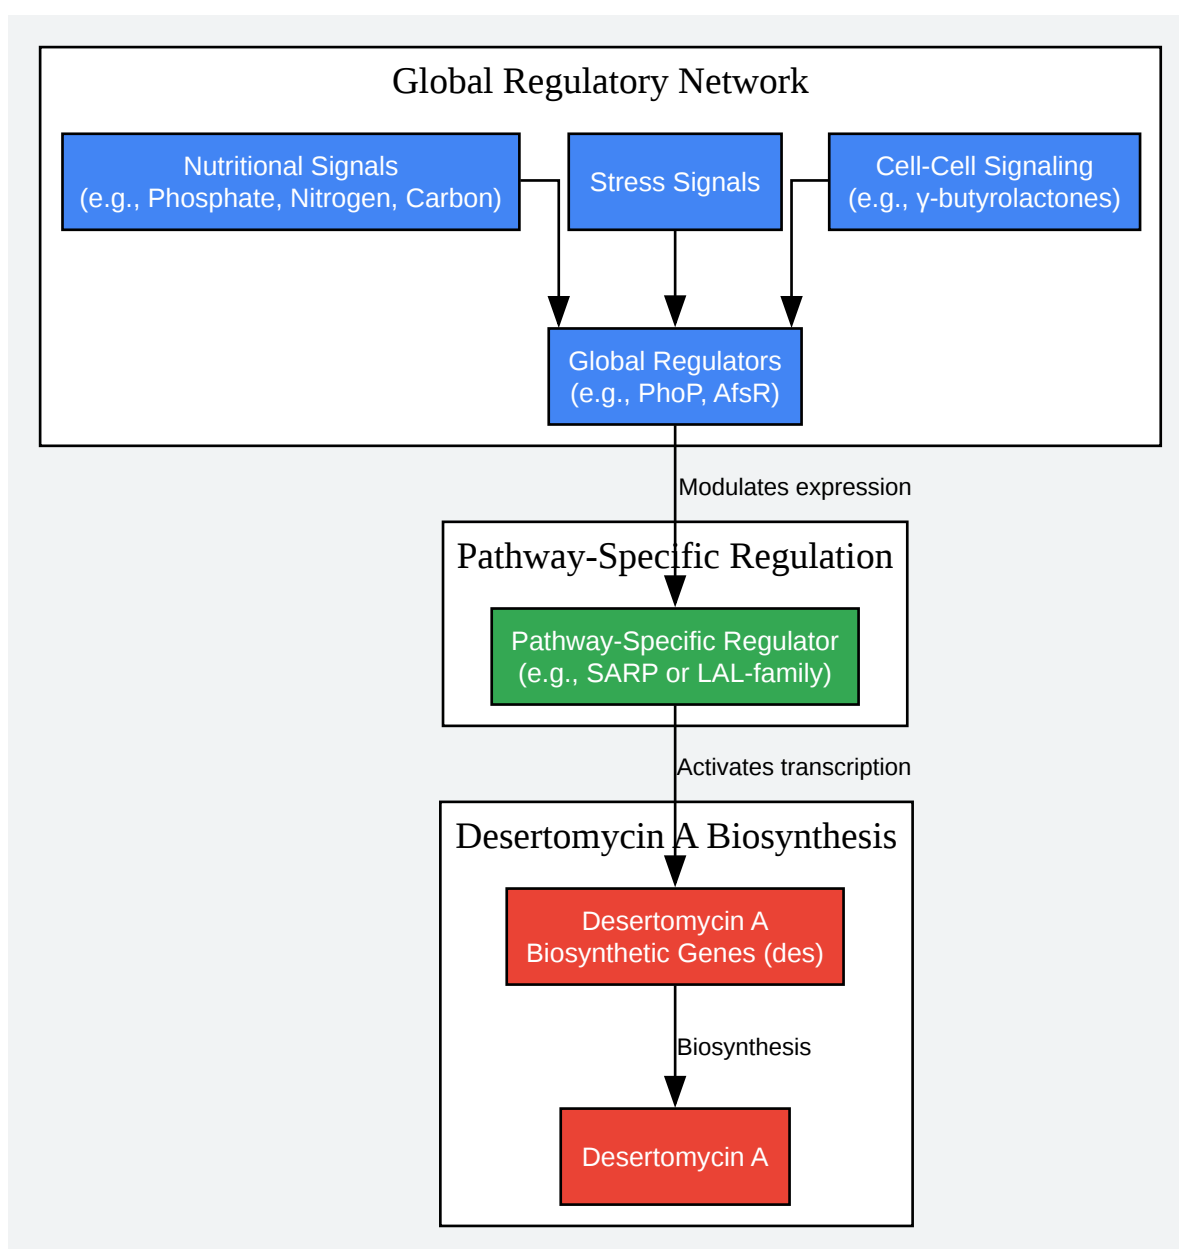 Global Regulatory Network
Nutritional Signals
(e.g., Phosphate, Nitrogen, Carbon)
Stress Signals
Cell-Cell Signaling
(e.g., γ-butyrolactones)
Global Regulators
(e.g., PhoP, AfsR)
Modulates expression
Pathway-Specific Regulation
Pathway-Specific Regulator
(e.g., SARP or LAL-family)
Activates transcription
Desertomycin A Biosynthesis
Desertomycin A
Biosynthetic Genes (des)
Biosynthesis
Desertomycin A